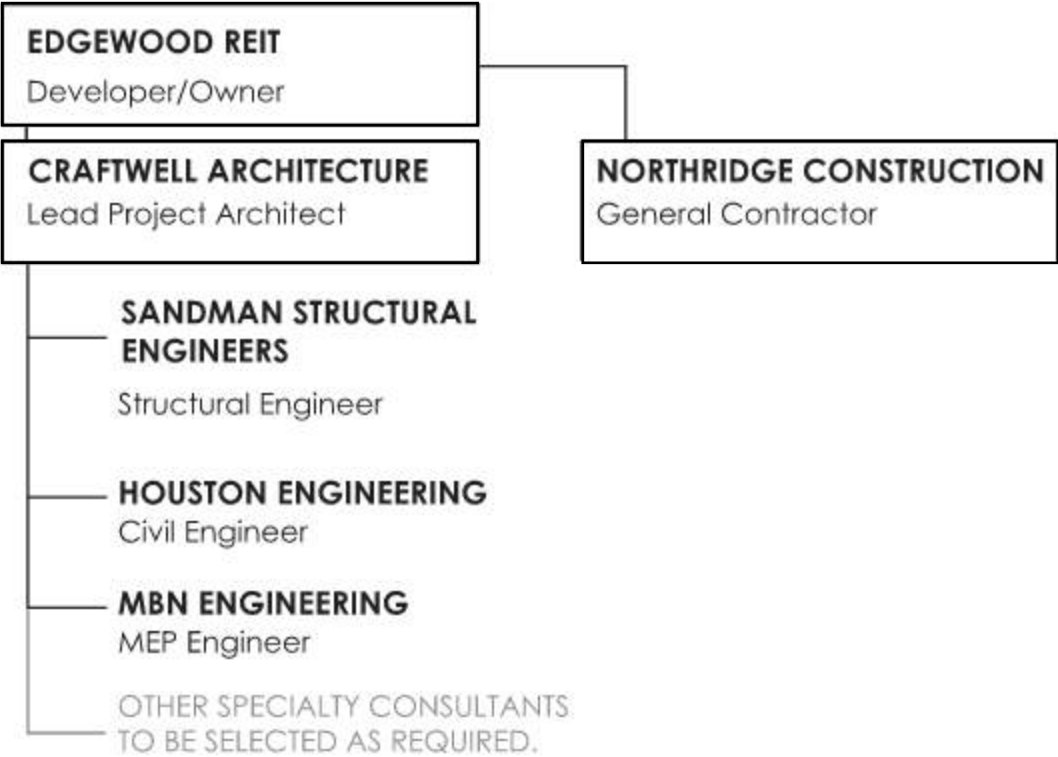 EDGEWOOD REIT
Developer/Owner
CRAFTWELL ARCHITECTURE
Lead Project Architect
NORTHRIDGE CONSTRUCTION
General Contractor
SANDMAN STRUCTURAL
ENGINEERS
Structural Engineer
HOUSTON ENGINEERING
Civil Engineer
MBN ENGINEERING
MEP Engineer
OTHER SPECIALTY CONSULTANTS
TO BE SELECTED AS REQUIRED.